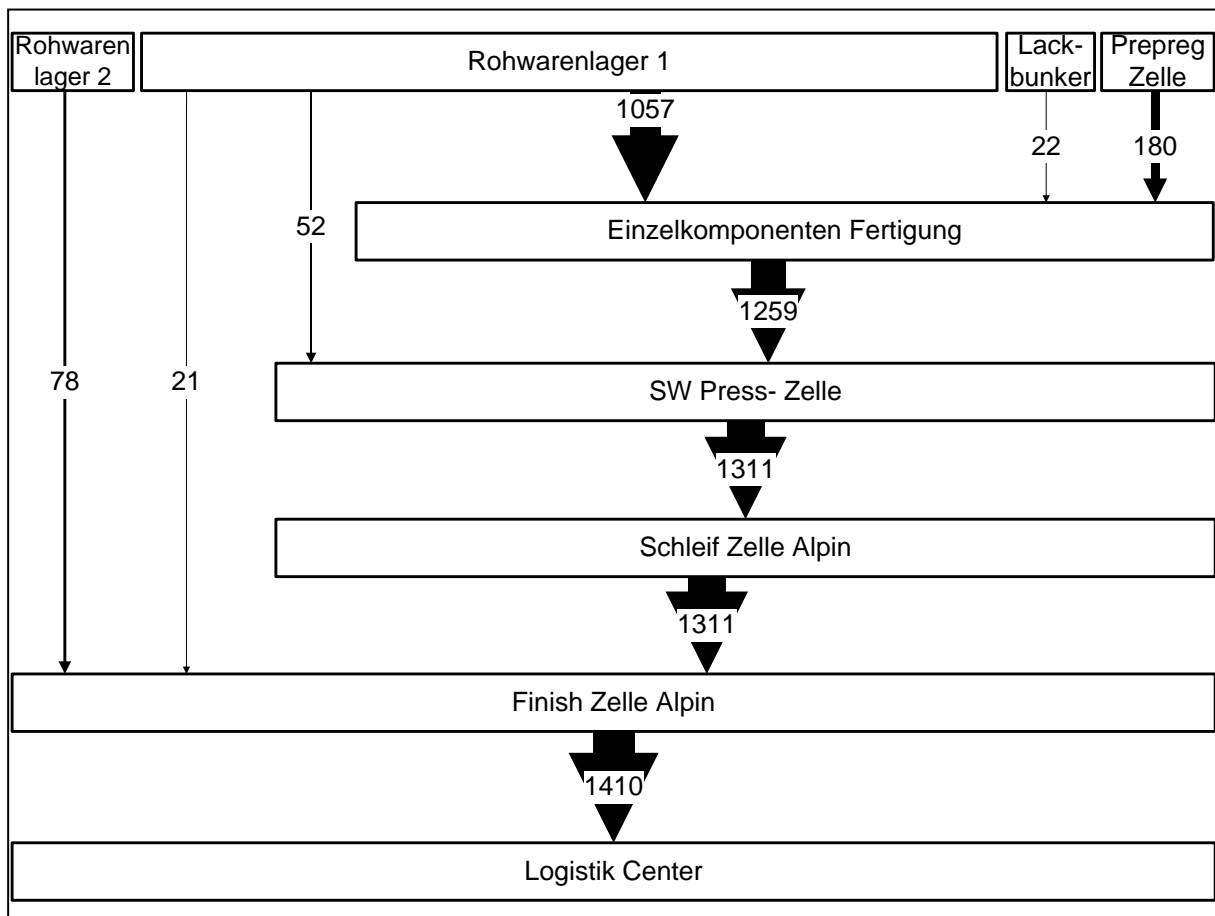 Rohwaren
lager 2
Rohwarenlager 1
Lack-
bunker
Prepreg
Zelle
1057
22
180
52
Einzelkomponenten Fertigung
1259
78
21
SW Press- Zelle
1311
Schleif Zelle Alpin
1311
Finish Zelle Alpin
1410
Logistik Center